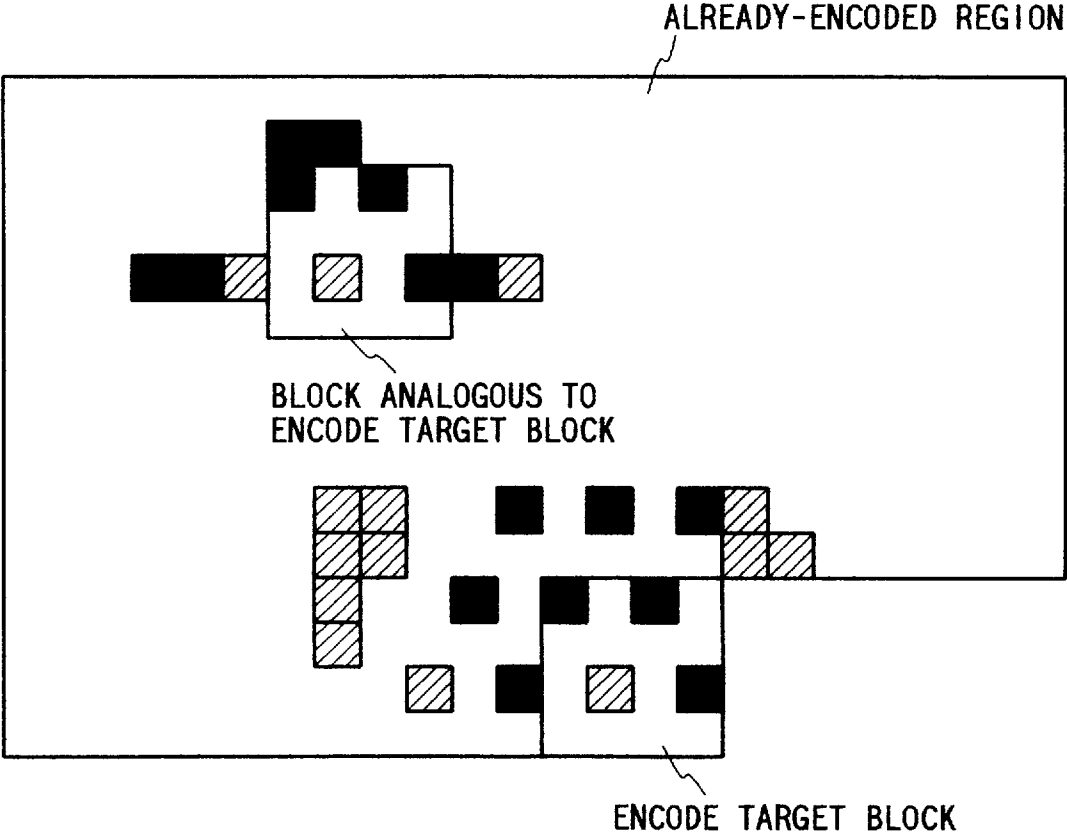 ALREADY-ENCODED REGION
BLOCK ANALOGOUS TO
ENCODE TARGET BLOCK
ENCODE TARGET BLOCK